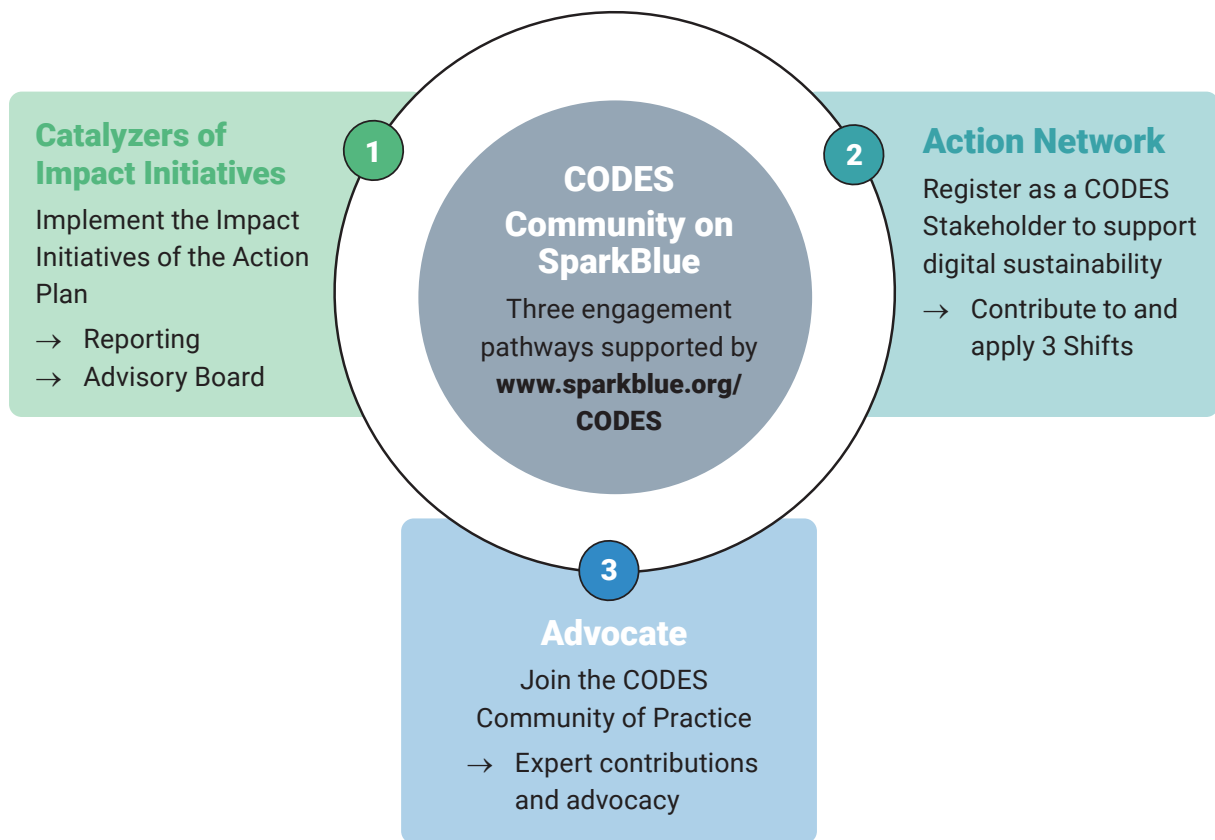 1
Catalyzers of
Impact Initiatives
Implement the Impact
Initiatives of the Action
Plan
→ Reporting
→ Advisory Board
CODES
Community on
SparkBlue
Three engagement
pathways supported by
www.sparkblue.org/
CODES
2
Action Network
Register as a CODES
Stakeholder to support
digital sustainability
→ Contribute to and
apply 3 Shifts
3
Advocate
Join the CODES
Community of Practice
→ Expert contributions
and advocacy